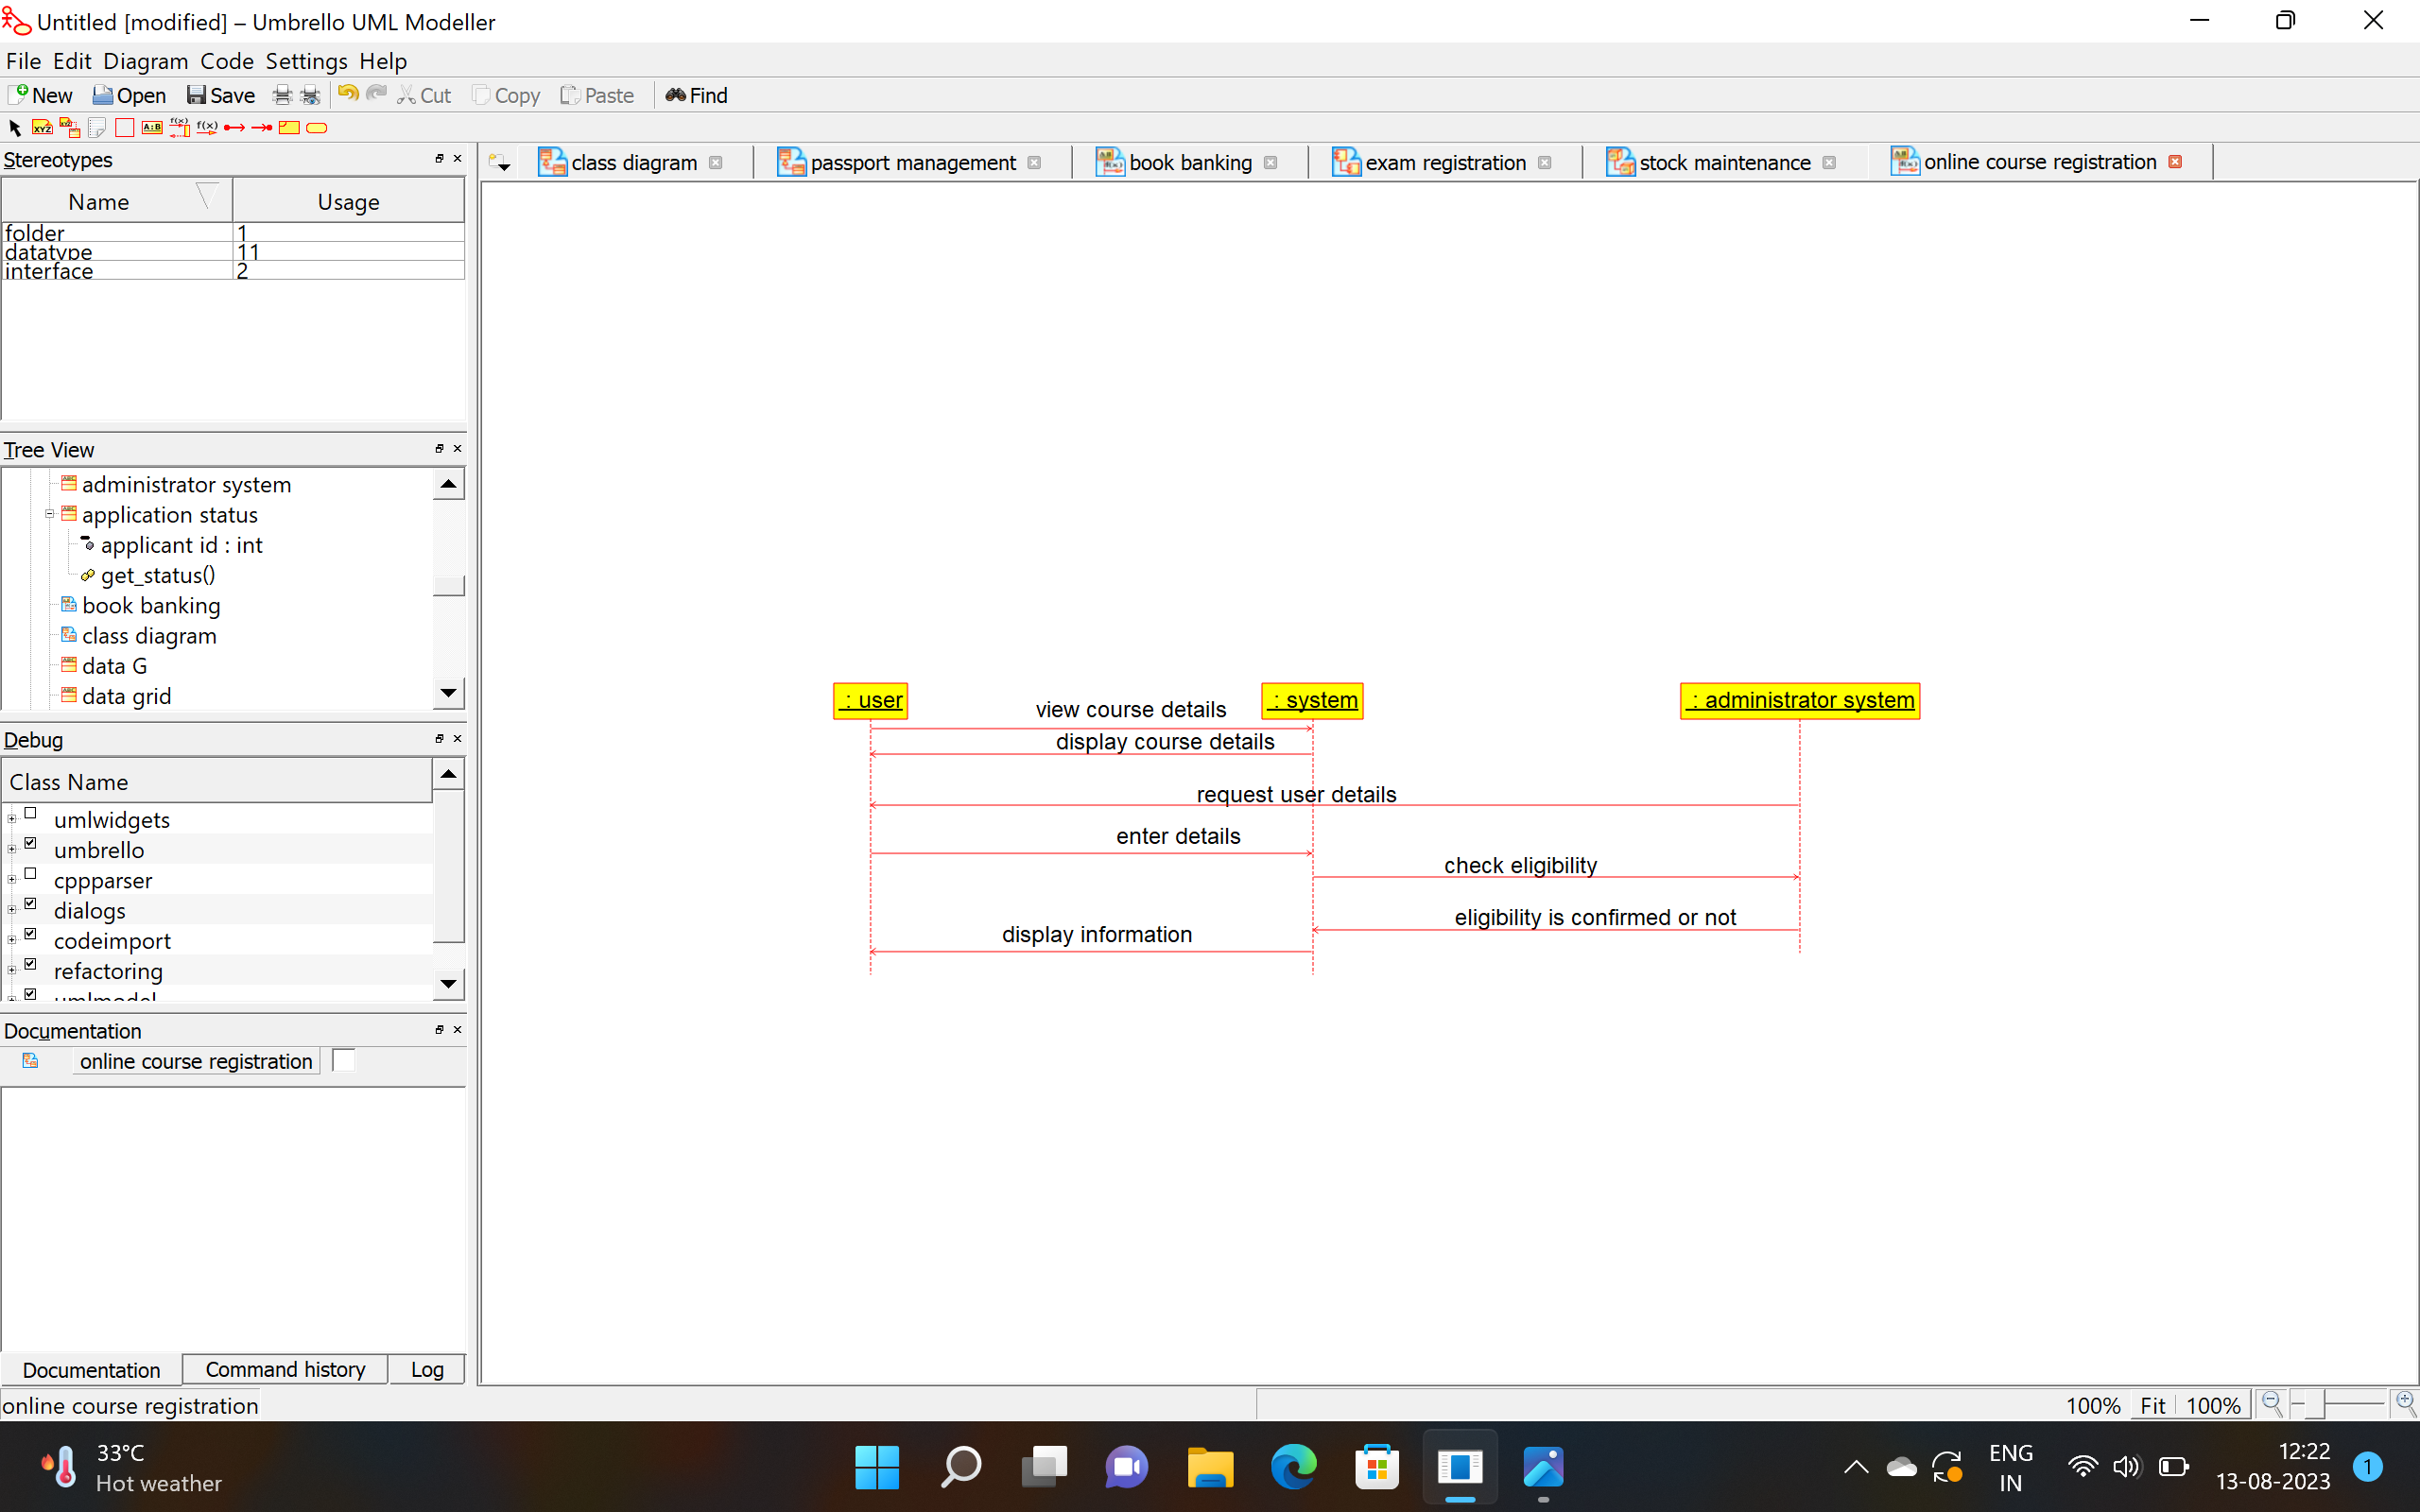 Untitled [modified] – Umbrello UML Modeller
File Edit Diagram Code Settings Help
New Open Save Cut Copy Paste Find
Stereotypes
class diagram passport management book banking exam registration stock maintenance online course registration
Name Usage
folder 1
datatype 11
interface 2
Tree View
administrator system
application status
applicant id : int
get_status()
book banking
class diagram
data G
data grid
: user : system : administrator system
view course details
display course details
request user details
enter details
check eligibility
eligibility is confirmed or not
display information
Debug
Class Name
umlwidgets
umbrello
cppparser
dialogs
codeimport
refactoring
umlmodel
Documentation
online course registration
Documentation Command history Log
online course registration
100% Fit 100%
33°C
Hot weather
ENG
IN
12:22
13-08-2023
1